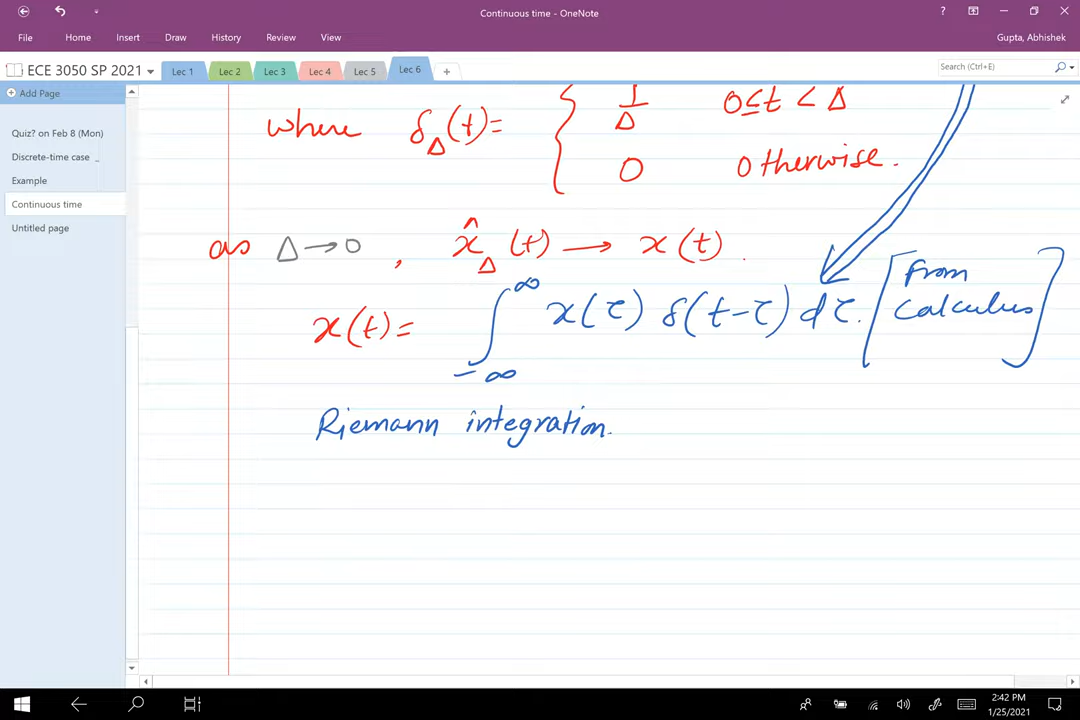 Continuous time - OneNote
?
Gupta, Abhishek
File Home Insert Draw History Review View
ECE 3050 SP 2021
Lec 1 Lec 2 Lec 3 Lec 4 Lec 5 Lec 6 +
Search (Ctrl+E)
Add Page
Quiz? on Feb 8 (Mon)
Discrete-time case _
Example
Continuous time
Untitled page
where δ_Δ(t) = { 1/Δ 0 ≤ t < Δ
0 otherwise.
as Δ → 0 , x̂_Δ(t) → x(t).
x(t) = ∫_{-∞}^{∞} x(τ) δ(t-τ) dτ. [From calculus]
Riemann integration.
2:42 PM
1/25/2021